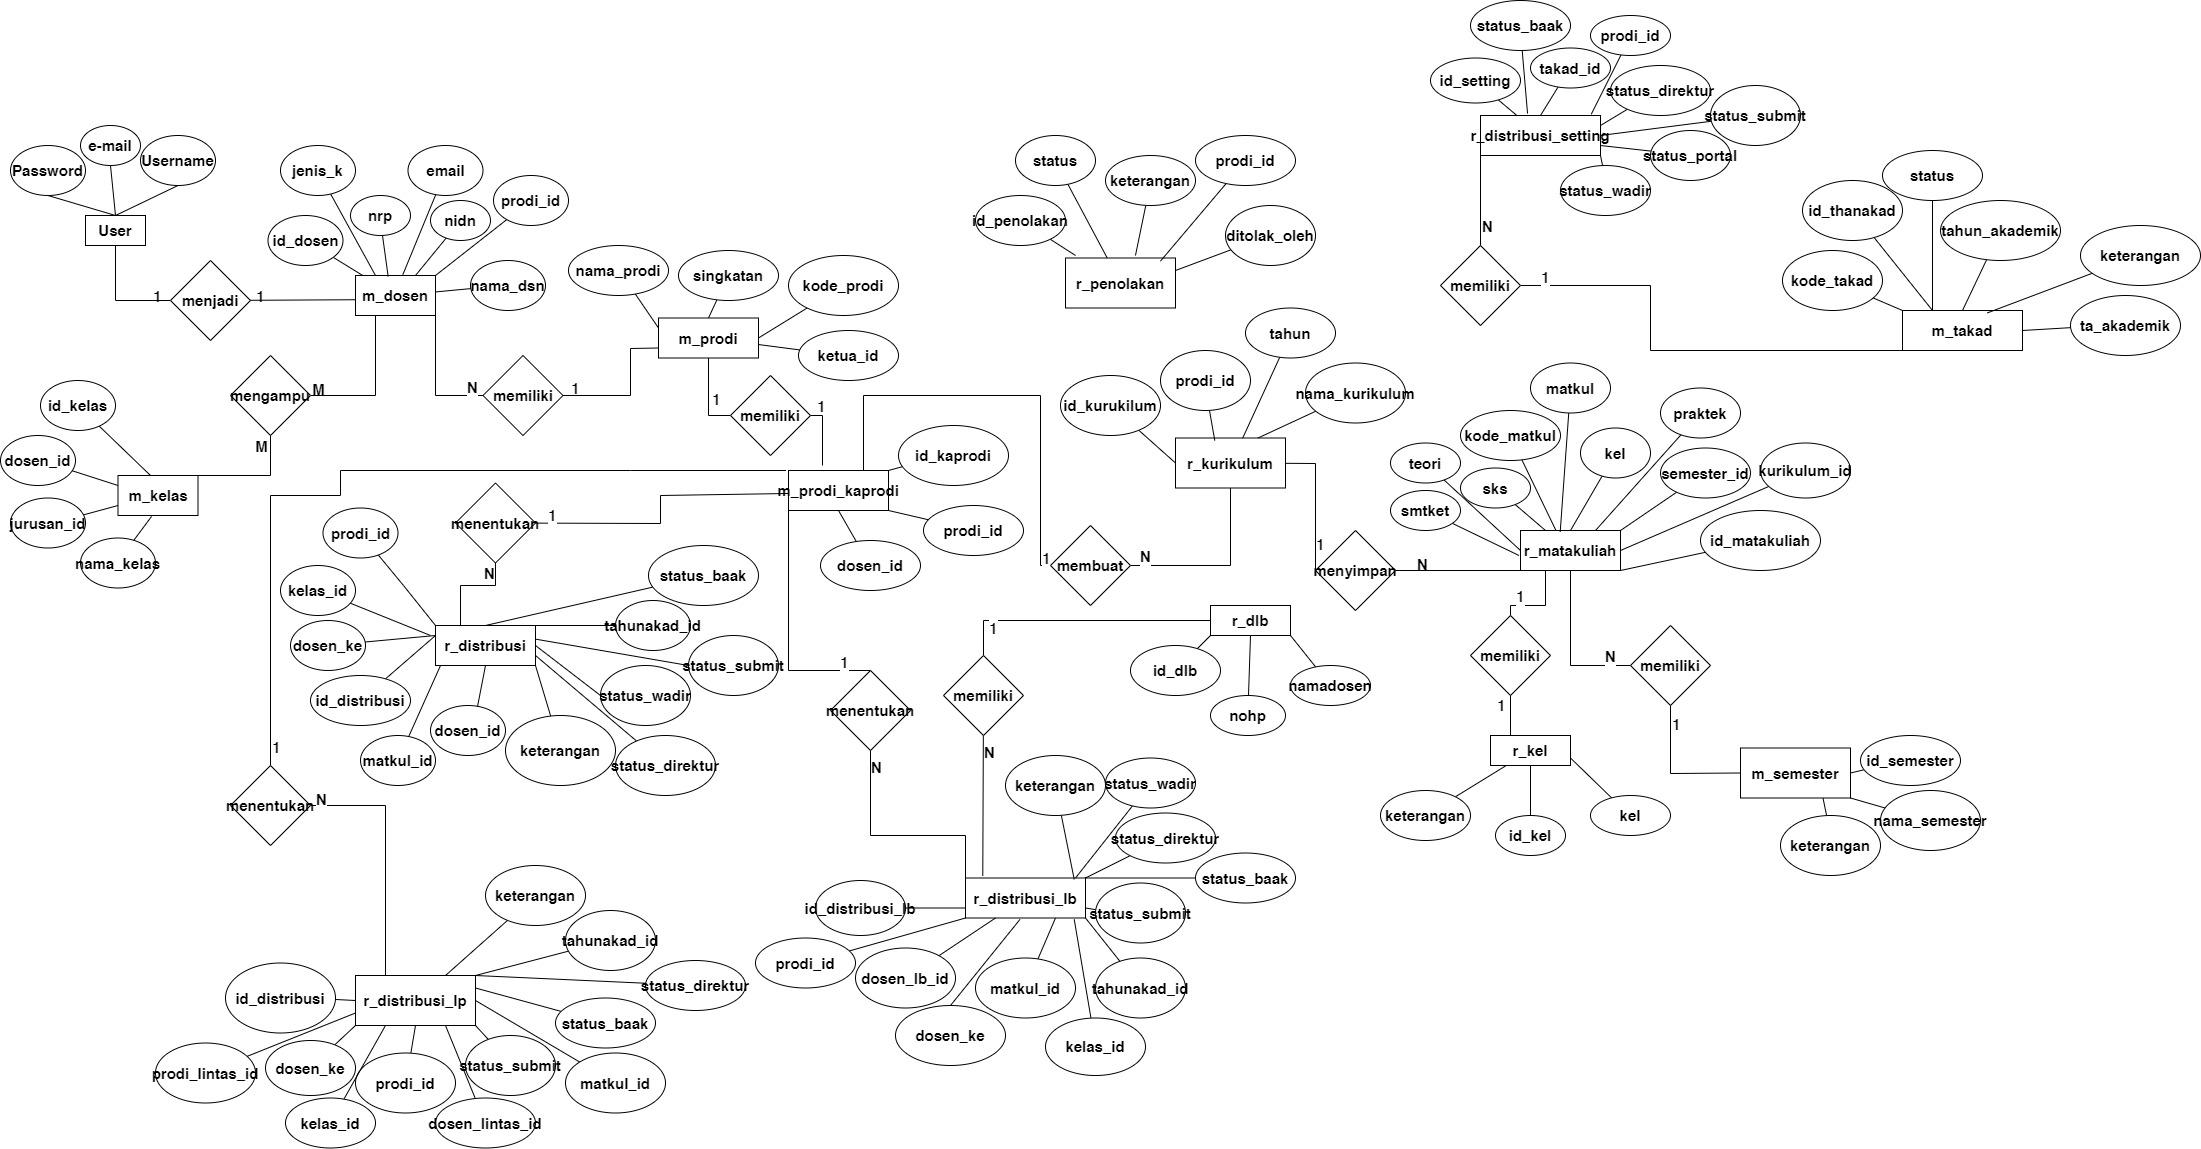 status_baak
prodi_id
id_setting
takad_id
status_direktur
status_submit
r_distribusi_setting
status_portal
status_wadir
N
memiliki
1
status
id_thanakad
tahun_akademik
keterangan
kode_takad
ta_akademik
m_takad
Password
e-mail
Username
User
1
menjadi
1
jenis_k
email
nrp
nidn
prodi_id
id_dosen
nama_dsn
m_dosen
mengampu
M
M
N
memiliki
1
nama_prodi
singkatan
kode_prodi
ketua_id
m_prodi
1
memiliki
1
status
keterangan
prodi_id
id_penolakan
ditolak_oleh
r_penolakan
id_kelas
dosen_id
m_kelas
jurusan_id
nama_kelas
id_kaprodi
m_prodi_kaprodi
prodi_id
dosen_id
menentukan
1
N
tahun
prodi_id
id_kurukilum
nama_kurikulum
r_kurikulum
1
membuat
N
1
menyimpan
N
matkul
praktek
kode_matkul
kel
teori
semester_id
kurikulum_id
sks
smtket
r_matakuliah
id_matakuliah
1
memiliki
1
N
memiliki
1
r_kel
keterangan
id_kel
kel
m_semester
id_semester
nama_semester
keterangan
prodi_id
kelas_id
status_baak
dosen_ke
tahunakad_id
r_distribusi
status_submit
id_distribusi
status_wadir
dosen_id
matkul_id
keterangan
status_direktur
1
menentukan
N
1
menentukan
N
1
memiliki
N
r_dlb
id_dlb
namadosen
nohp
keterangan
status_wadir
status_direktur
status_baak
id_distribusi_lb
r_distribusi_lb
status_submit
prodi_id
dosen_lb_id
matkul_id
tahunakad_id
dosen_ke
kelas_id
keterangan
tahunakad_id
status_direktur
id_distribusi
r_distribusi_lp
status_baak
prodi_lintas_id
dosen_ke
prodi_id
status_submit
matkul_id
kelas_id
dosen_lintas_id